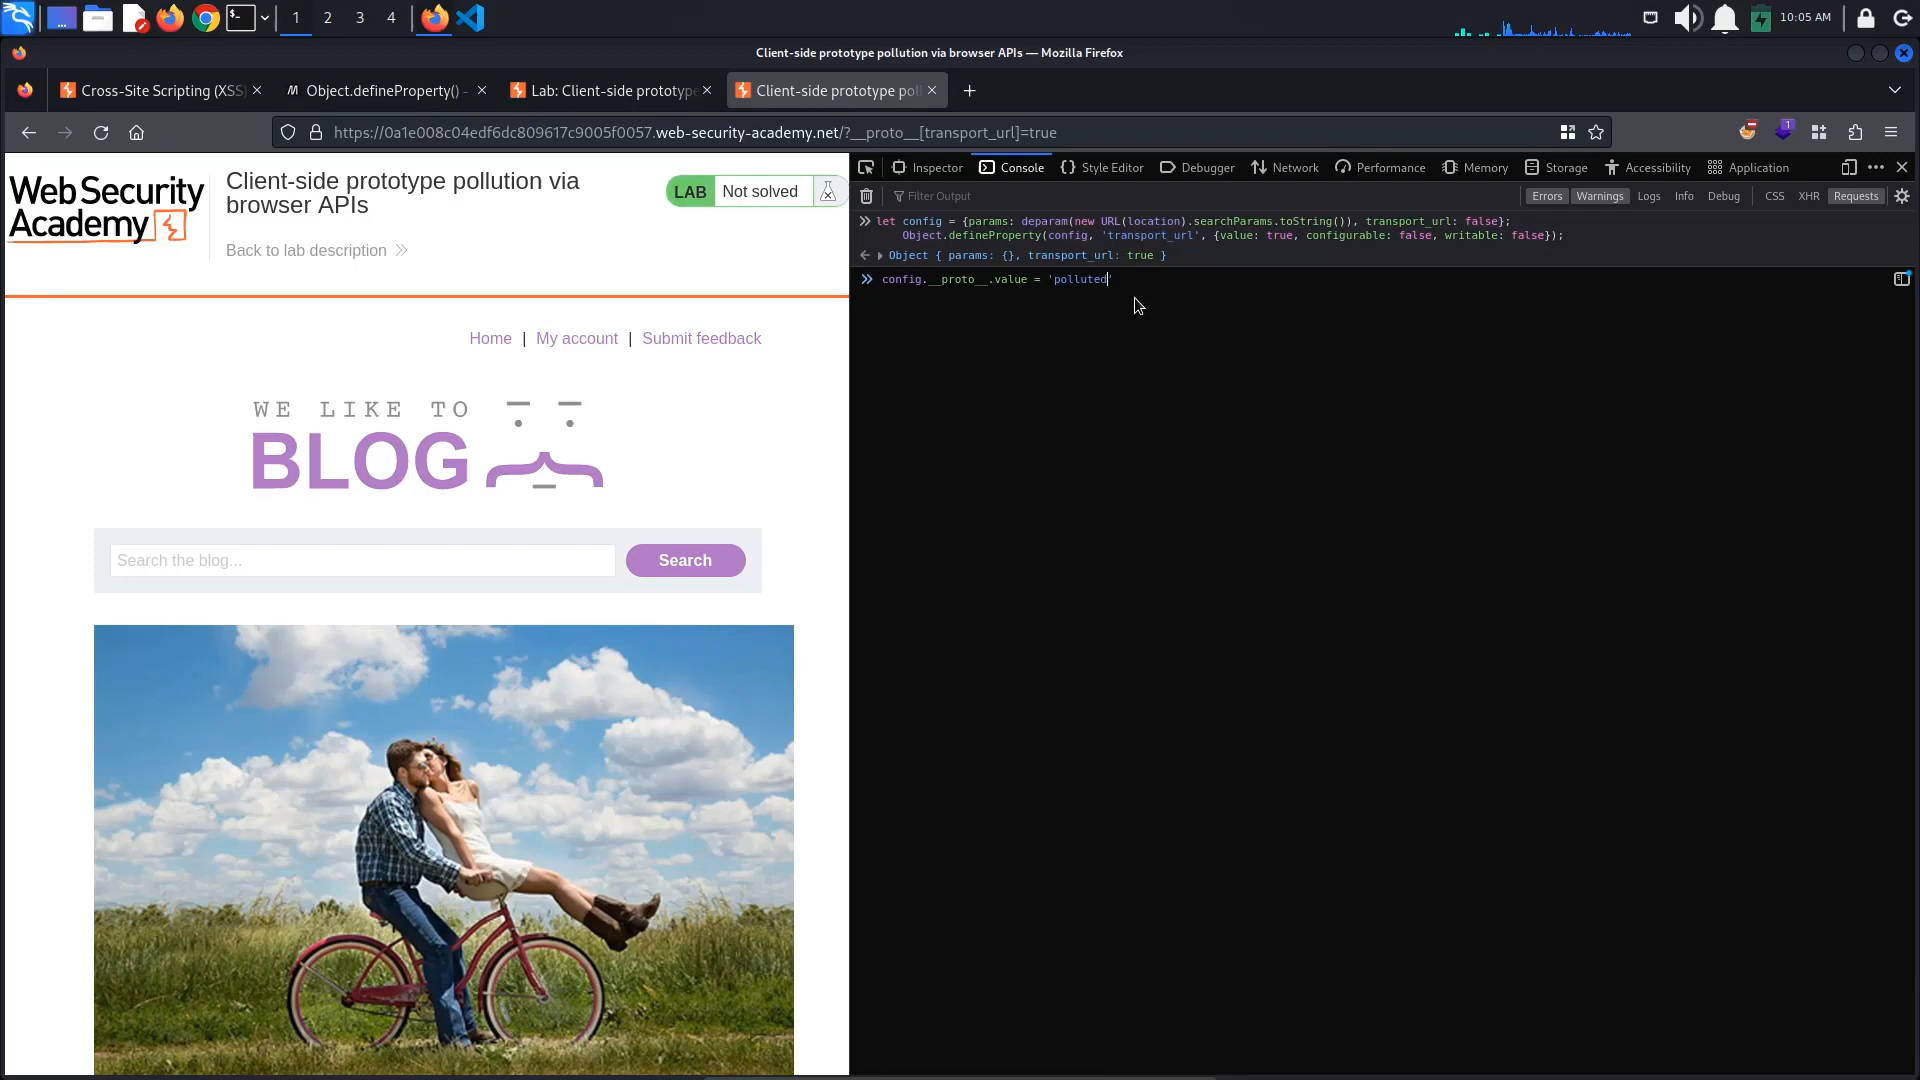 1 2 3 4
1
10:05 AM
Client-side prototype pollution via browser APIs — Mozilla Firefox
Cross-Site Scripting (XSS)
Object.defineProperty() -
Lab: Client-side prototype
Client-side prototype poll
https://0a1e008c04edf6dc809617c9005f0057.web-security-academy.net/?__proto__[transport_url]=true
WebSecurity
Academy
Client-side prototype pollution via
browser APIs
LAB Not solved
Back to lab description
Home | My account | Submit feedback
WE LIKE TO
BLOG
Search the blog...
Search
Inspector Console Style Editor Debugger Network Performance Memory Storage Accessibility Application
Filter Output
Errors Warnings Logs Info Debug CSS XHR Requests
let config = {params: deparam(new URL(location).searchParams.toString()), transport_url: false};
Object.defineProperty(config, 'transport_url', {value: true, configurable: false, writable: false});
Object { params: {}, transport_url: true }
config.__proto__.value = 'polluted'